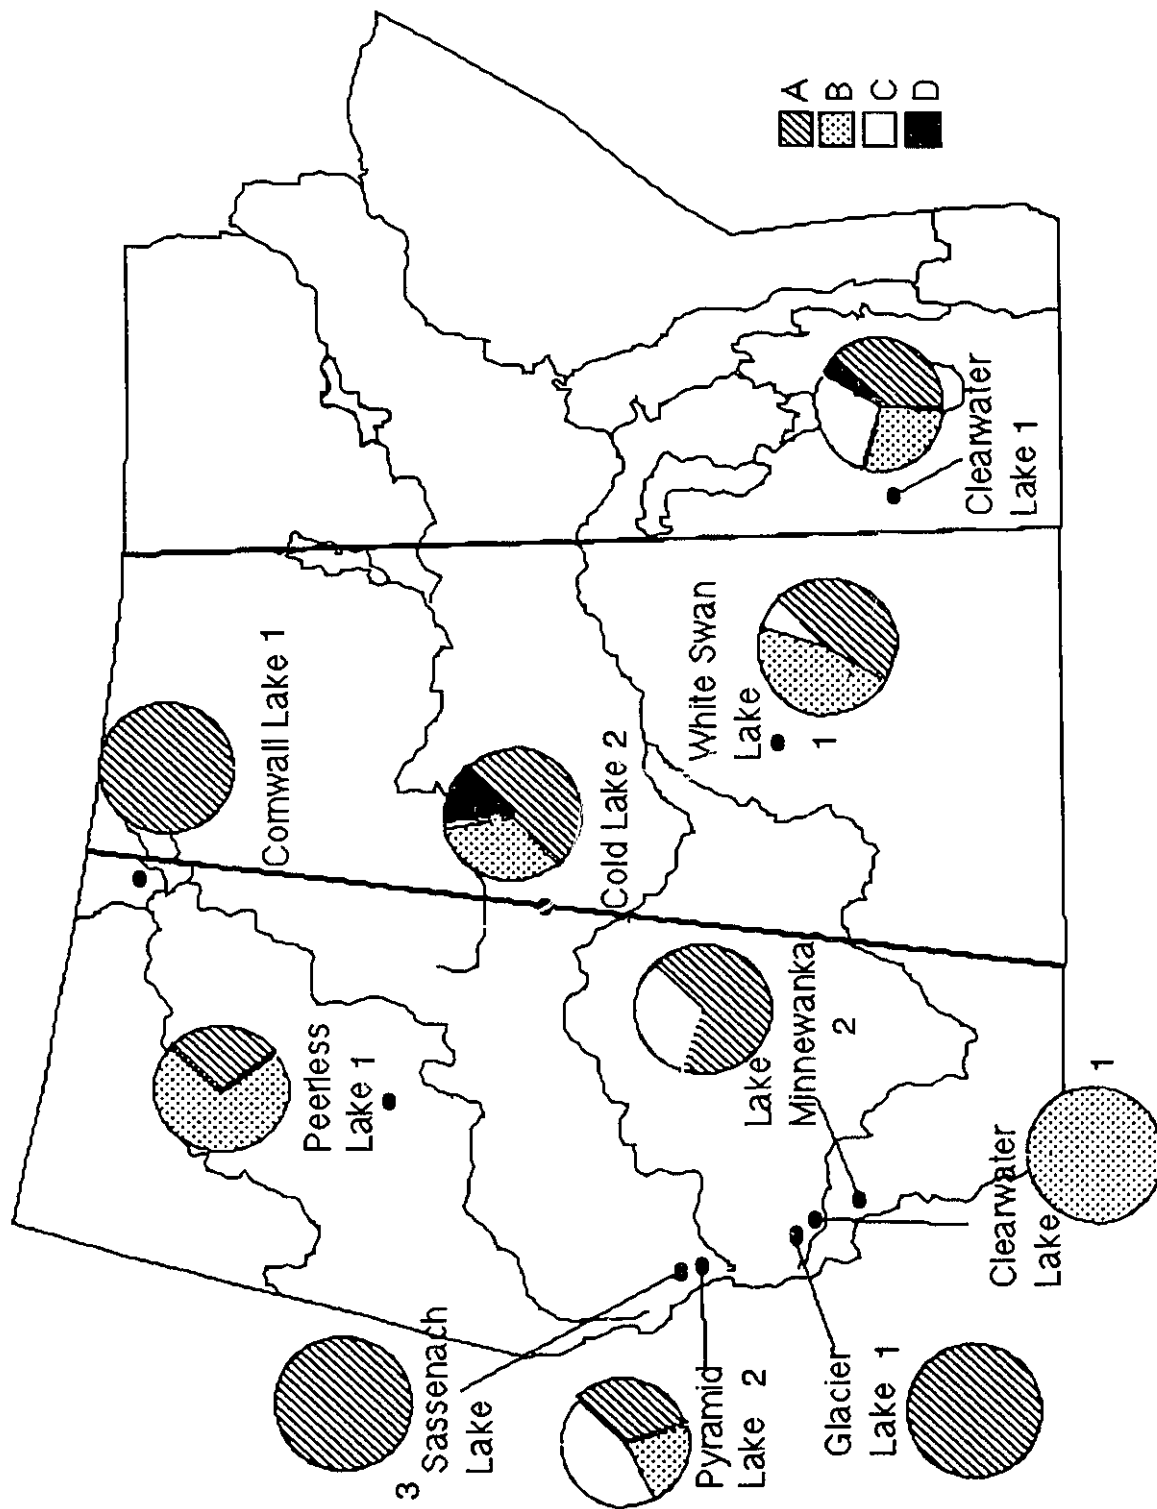 Cornwall Lake 1
Peerless
Lake 1
Cold Lake 2
White Swan
Lake
1
Clearwater
Lake 1
A
B
C
D
3
Sassenach
Lake
Pyramid
Lake 2
Glacier
Lake 1
Clearwater
Lake
1
Lake
Minnewanka
2